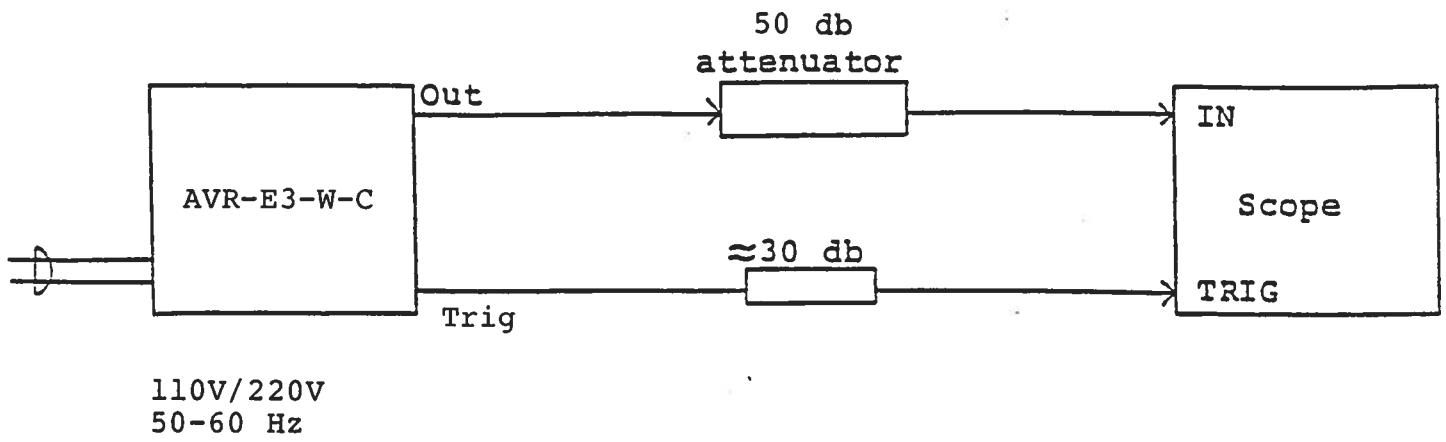 50 db
attenuator
Out
IN
AVR-E3-W-C
Scope
≈30 db
TRIG
Trig
110V/220V
50-60 Hz